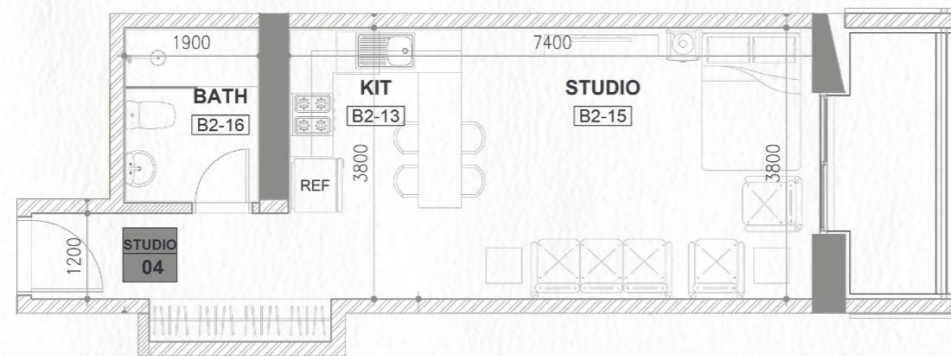 1900
7400
BATH
B2-16
KIT
B2-13
STUDIO
B2-15
3800
3800
REF
1200
STUDIO
04